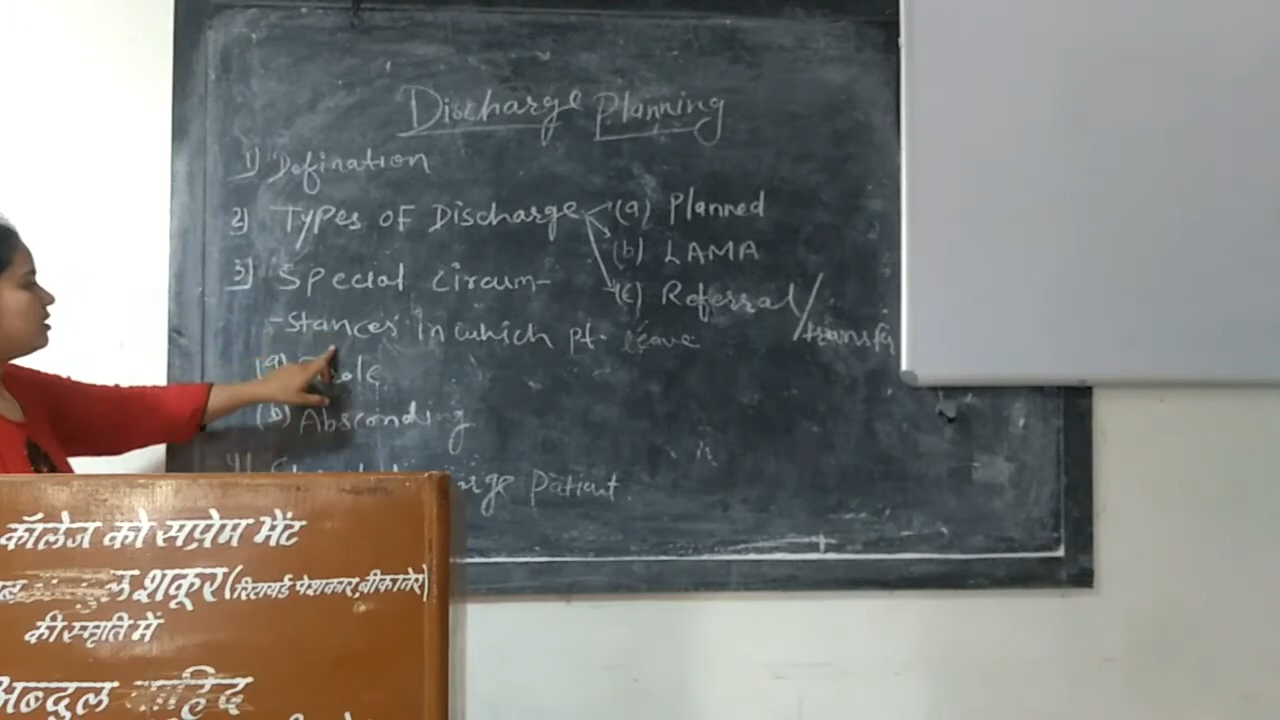 Discharge Planning
1) Defination
2) Types of Discharge (a) Planned
(b) LAMA
(c) Referral/
transfer
3) Special circum-
-stances in which pt. leave
(a)
(b) Absconding
4) Patient.
कॉलेज को सप्रेम भेंट
शकूर (रिटायर्ड पेशकार, बीकानेर)
की स्मृति में
अब्दुल